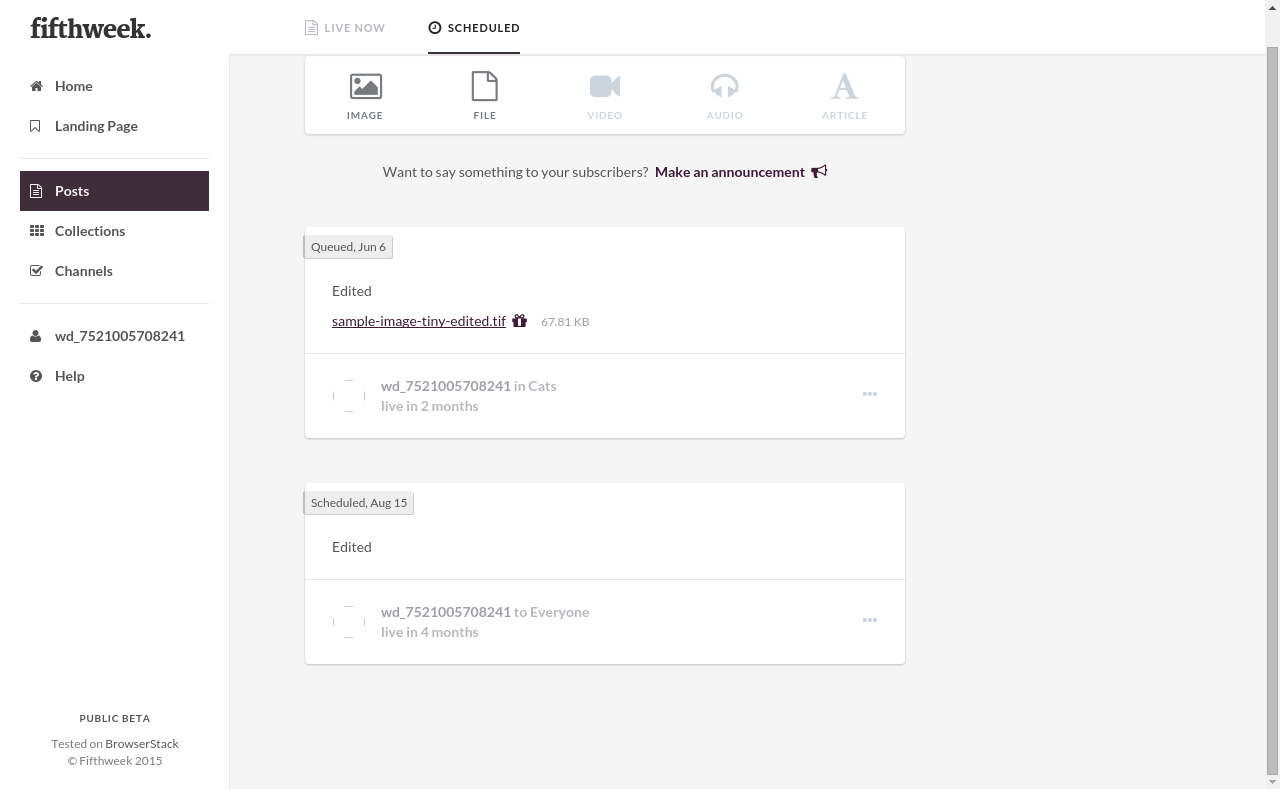 fifthweek.
Home
Landing Page
Posts
Collections
Channels
wd_7521005708241
Help
PUBLIC BETA
Tested on BrowserStack
© Fifthweek 2015
LIVE NOW
SCHEDULED
IMAGE
FILE
VIDEO
AUDIO
ARTICLE
Want to say something to your subscribers? Make an announcement
Queued, Jun 6
Edited
sample-image-tiny-edited.tif 67.81 KB
wd_7521005708241 in Cats
live in 2 months
Scheduled, Aug 15
Edited
wd_7521005708241 to Everyone
live in 4 months